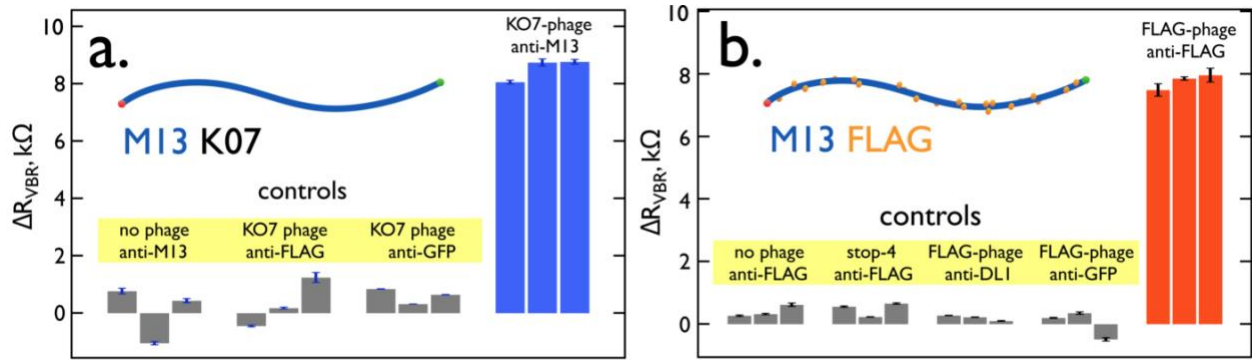 a.
10
8
6
4
2
0
ΔR_VBR, kΩ
M13 K07
controls
no phage
anti-M13
KO7 phage
anti-FLAG
KO7 phage
anti-GFP
KO7-phage
anti-M13
b.
10
8
6
4
2
0
ΔR_VBR, kΩ
M13 FLAG
controls
no phage
anti-FLAG
stop-4
anti-FLAG
FLAG-phage
anti-DL1
FLAG-phage
anti-GFP
FLAG-phage
anti-FLAG